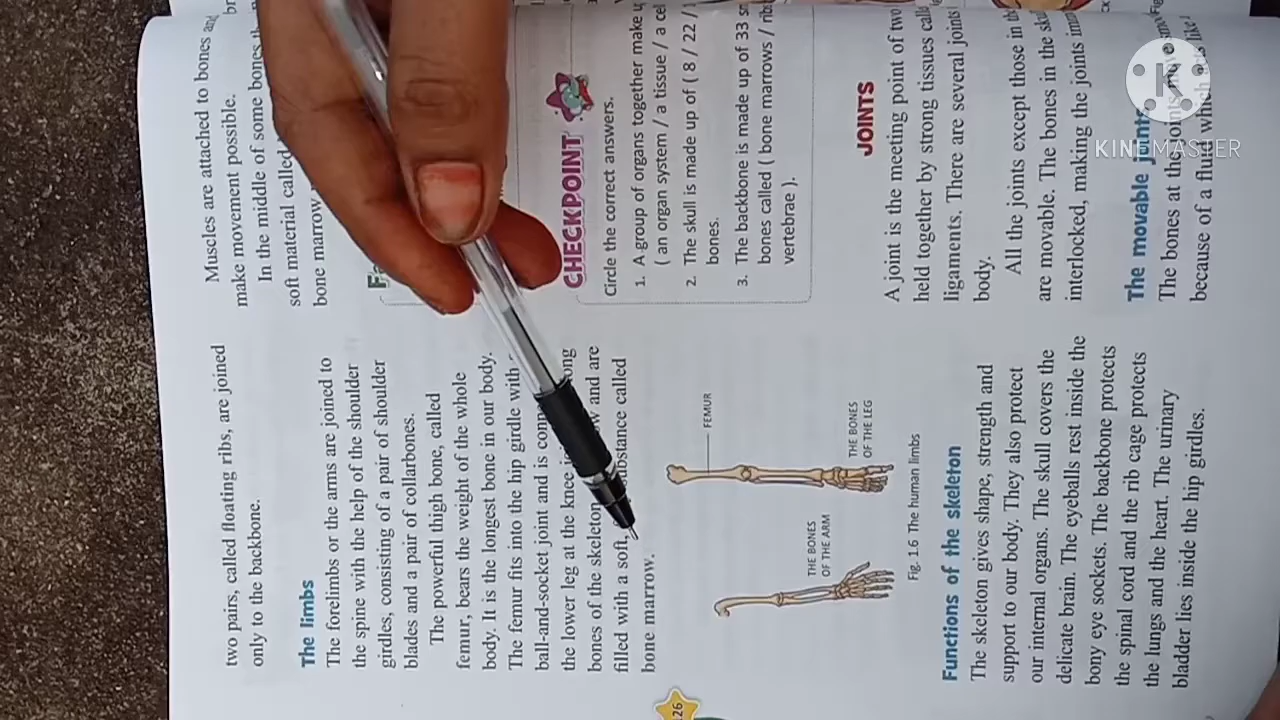 two pairs, called floating ribs, are joined
only to the backbone.
The limbs
The forelimbs or the arms are joined to
the spine with the help of the shoulder
girdles, consisting of a pair of shoulder
blades and a pair of collarbones.
The powerful thigh bone, called
femur, bears the weight of the whole
body. It is the longest bone in our body.
The femur fits into the hip girdle with
ball-and-socket joint and is
the lower leg at the knee
bones of the skeleton and are
filled with a soft, substance called
bone marrow.
FEMUR
THE BONES
OF THE ARM
THE BONES
OF THE LEG
Fig. 1.6 The human limbs
Functions of the skeleton
The skeleton gives shape, strength and
support to our body. They also protect
our internal organs. The skull covers the
delicate brain. The eyeballs rest inside the
bony eye sockets. The backbone protects
the spinal cord and the rib cage protects
the lungs and the heart. The urinary
bladder lies inside the hip girdles.
26
Muscles are attached to bones and
make movement possible.
In the middle of some bones
soft material called
bone marrow
CHECKPOINT
Circle the correct answers.
1. A group of organs together make
( an organ system / a tissue / a
2. The skull is made up of ( 8 / 22 /
bones.
3. The backbone is made up of 33
bones called ( bone marrows /
vertebrae ).
JOINTS
A joint is the meeting point of two
held together by strong tissues
ligaments. There are several joints
body.
All the joints except those in
are movable. The bones in the
interlocked, making the joints
The movable joints
The bones at the
because of a fluid which
KINEMASTER